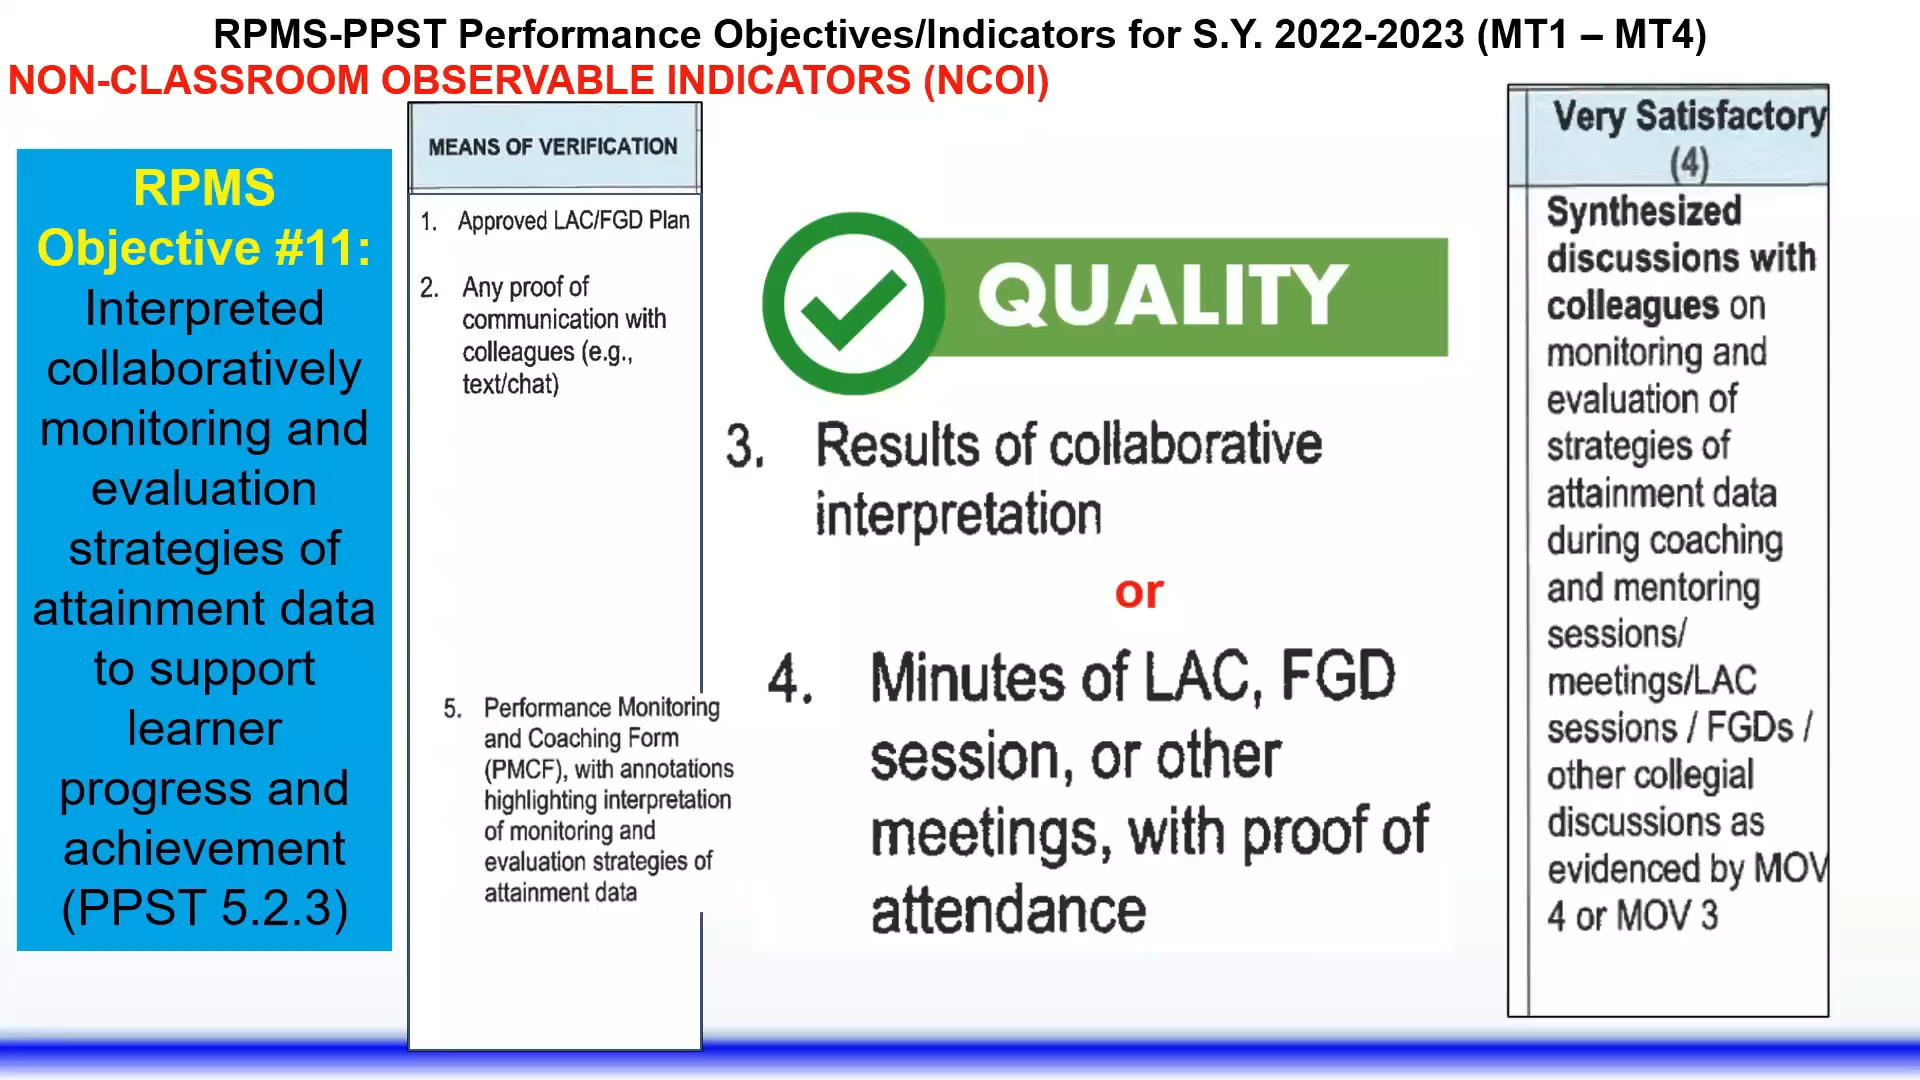 RPMS-PPST Performance Objectives/Indicators for S.Y. 2022-2023 (MT1 – MT4)
NON-CLASSROOM OBSERVABLE INDICATORS (NCOI)
RPMS
Objective #11:
Interpreted
collaboratively
monitoring and
evaluation
strategies of
attainment data
to support
learner
progress and
achievement
(PPST 5.2.3)
MEANS OF VERIFICATION
1. Approved LAC/FGD Plan
2. Any proof of
communication with
colleagues (e.g.,
text/chat)
5. Performance Monitoring
and Coaching Form
(PMCF), with annotations
highlighting interpretation
of monitoring and
evaluation strategies of
attainment data
QUALITY
3. Results of collaborative
interpretation
or
4. Minutes of LAC, FGD
session, or other
meetings, with proof of
attendance
Very Satisfactory
(4)
Synthesized
discussions with
colleagues on
monitoring and
evaluation of
strategies of
attainment data
during coaching
and mentoring
sessions/
meetings/LAC
sessions / FGDs /
other collegial
discussions as
evidenced by MOV
4 or MOV 3